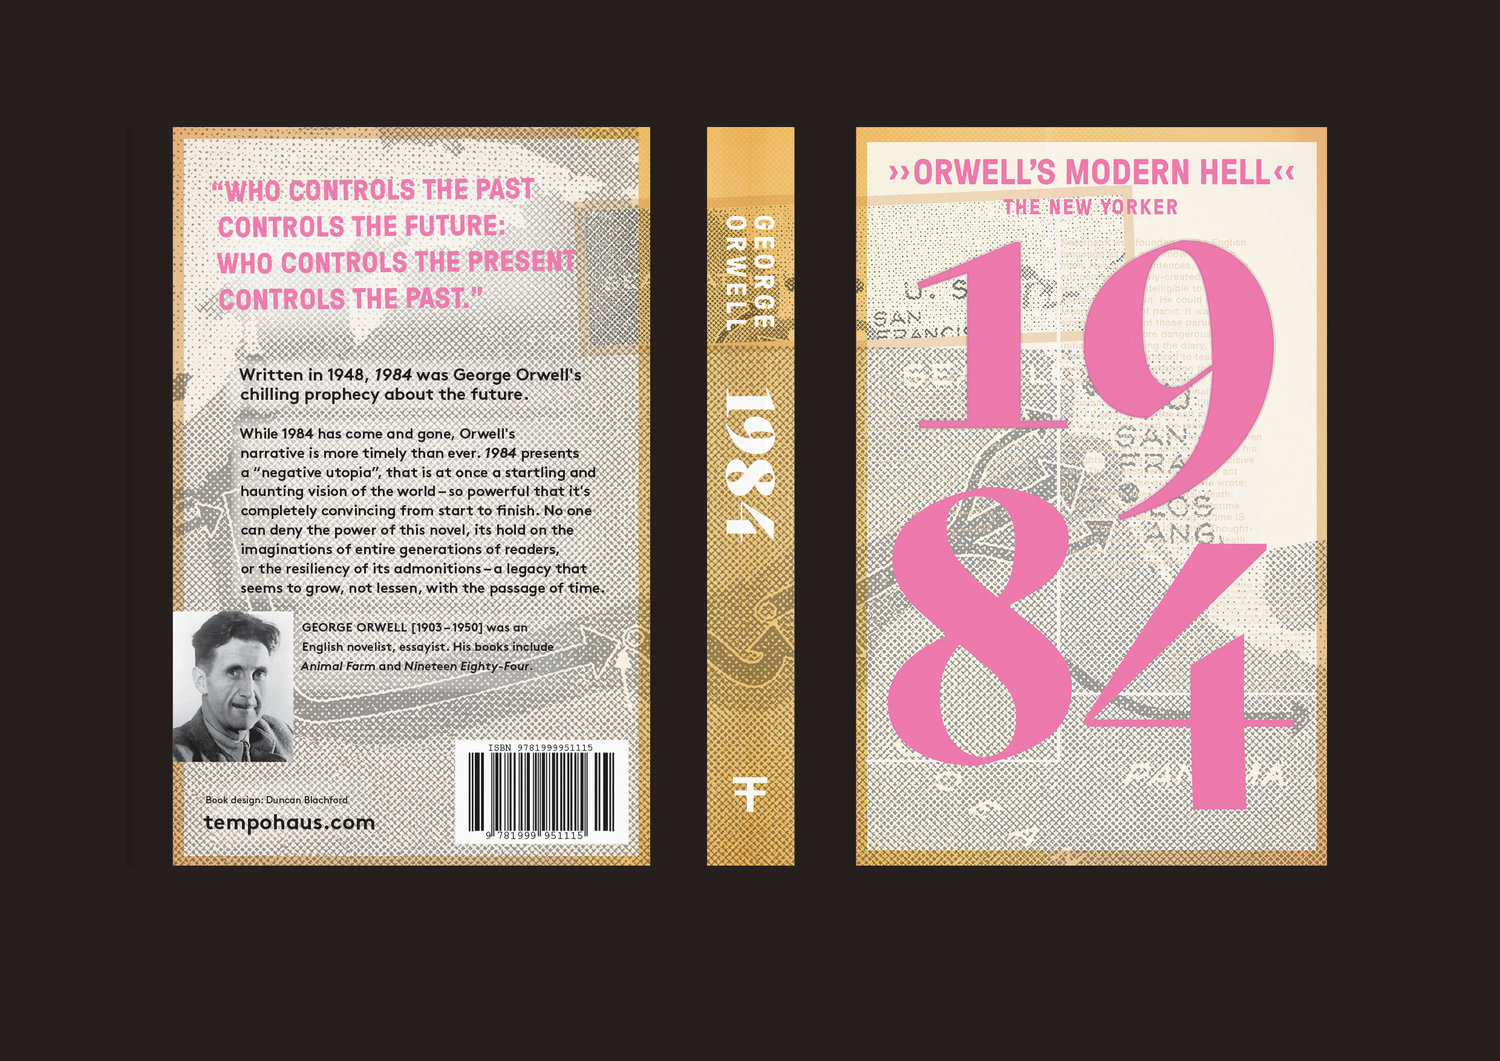 “WHO CONTROLS THE PAST
CONTROLS THE FUTURE:
WHO CONTROLS THE PRESENT
CONTROLS THE PAST.”
Written in 1948, 1984 was George Orwell's
chilling prophecy about the future.
While 1984 has come and gone, Orwell's
narrative is more timely than ever. 1984 presents
a “negative utopia”, that is at once a startling and
haunting vision of the world – so powerful that it's
completely convincing from start to finish. No one
can deny the power of this novel, its hold on the
imaginations of entire generations of readers,
or the resiliency of its admonitions – a legacy that
seems to grow, not lessen, with the passage of time.
GEORGE ORWELL [1903–1950] was an
English novelist, essayist. His books include
Animal Farm and Nineteen Eighty-Four.
Book design: Duncan Blachford
tempohaus.com
ISBN 9781999951115
9 781999 951115
GEORGE
ORWELL
1984
››ORWELL’S MODERN HELL‹‹
THE NEW YORKER
19
84
U. S
SAN
FRANCIS
SAN
FRA
LOS
ANG.
PANAMA